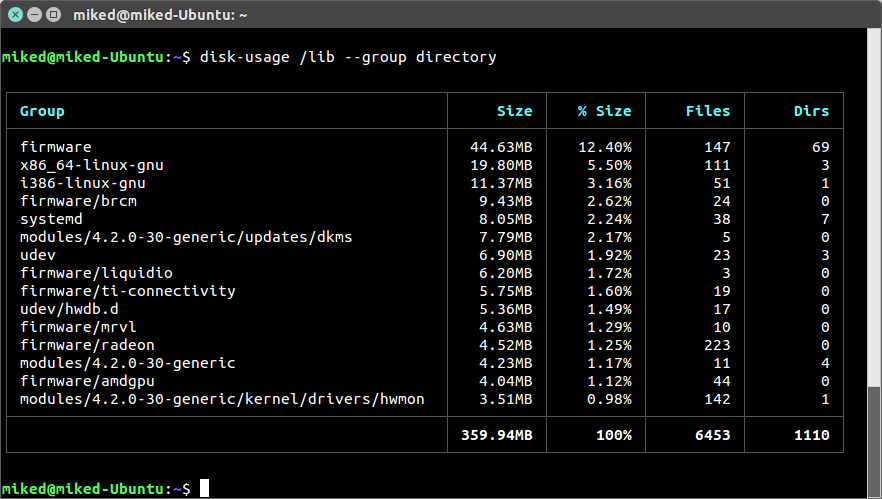 miked@miked-Ubuntu: ~
miked@miked-Ubuntu:~$ disk-usage /lib --group directory
Group Size % Size Files Dirs
firmware 44.63MB 12.40% 147 69
x86_64-linux-gnu 19.80MB 5.50% 111 3
i386-linux-gnu 11.37MB 3.16% 51 1
firmware/brcm 9.43MB 2.62% 24 0
systemd 8.05MB 2.24% 38 7
modules/4.2.0-30-generic/updates/dkms 7.79MB 2.17% 5 0
udev 6.90MB 1.92% 23 3
firmware/liquidio 6.20MB 1.72% 3 0
firmware/ti-connectivity 5.75MB 1.60% 19 0
udev/hwdb.d 5.36MB 1.49% 17 0
firmware/mrvl 4.63MB 1.29% 10 0
firmware/radeon 4.52MB 1.25% 223 0
modules/4.2.0-30-generic 4.23MB 1.17% 11 4
firmware/amdgpu 4.04MB 1.12% 44 0
modules/4.2.0-30-generic/kernel/drivers/hwmon 3.51MB 0.98% 142 1
359.94MB 100% 6453 1110
miked@miked-Ubuntu:~$